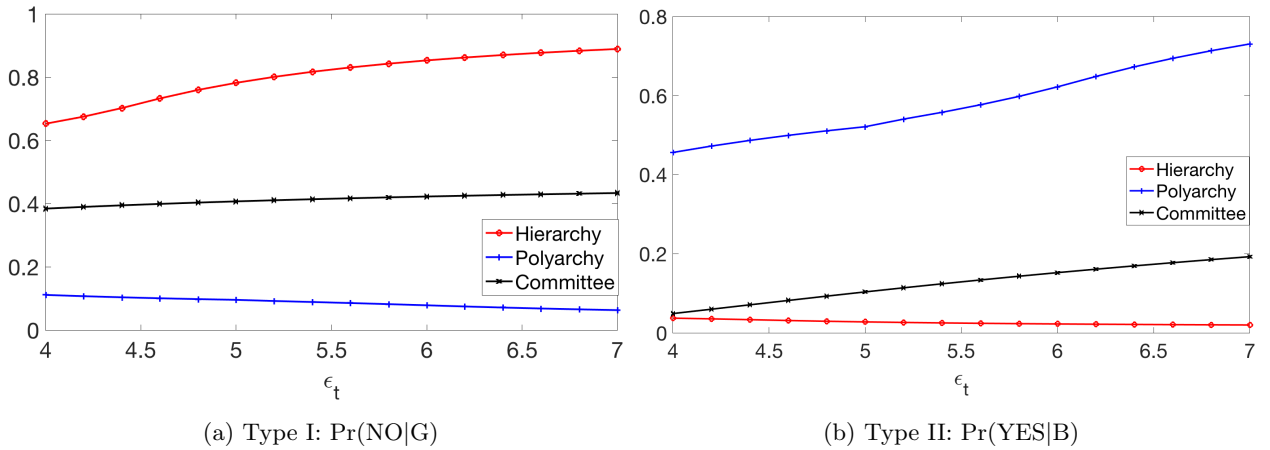 1
0.8
0.6
0.4
0.2
0
4
4.5
5
5.5
6
6.5
7
ϵt
Hierarchy
Polyarchy
Committee
(a) Type I: Pr(NO|G)
0.8
0.6
0.4
0.2
0
4
4.5
5
5.5
6
6.5
7
ϵt
Hierarchy
Polyarchy
Committee
(b) Type II: Pr(YES|B)